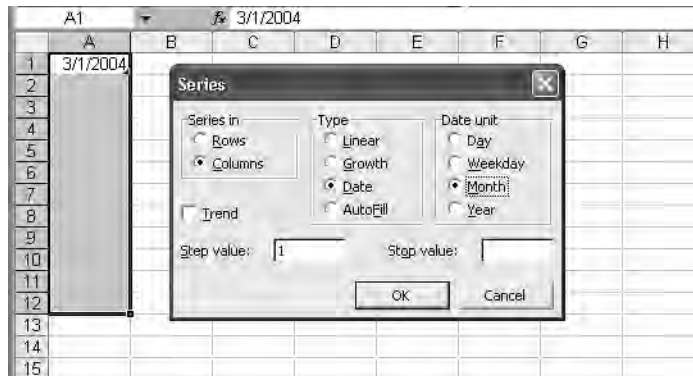 A1 fx 3/1/2004
A B C D E F G H
1 3/1/2004
2
3
4
5
6
7
8
9
10
11
12
13
14
15
Series
Series in Type Date unit
Rows Linear Day
Columns Growth Weekday
Date Month
Trend AutoFill Year
Step value: 1 Stop value:
OK Cancel